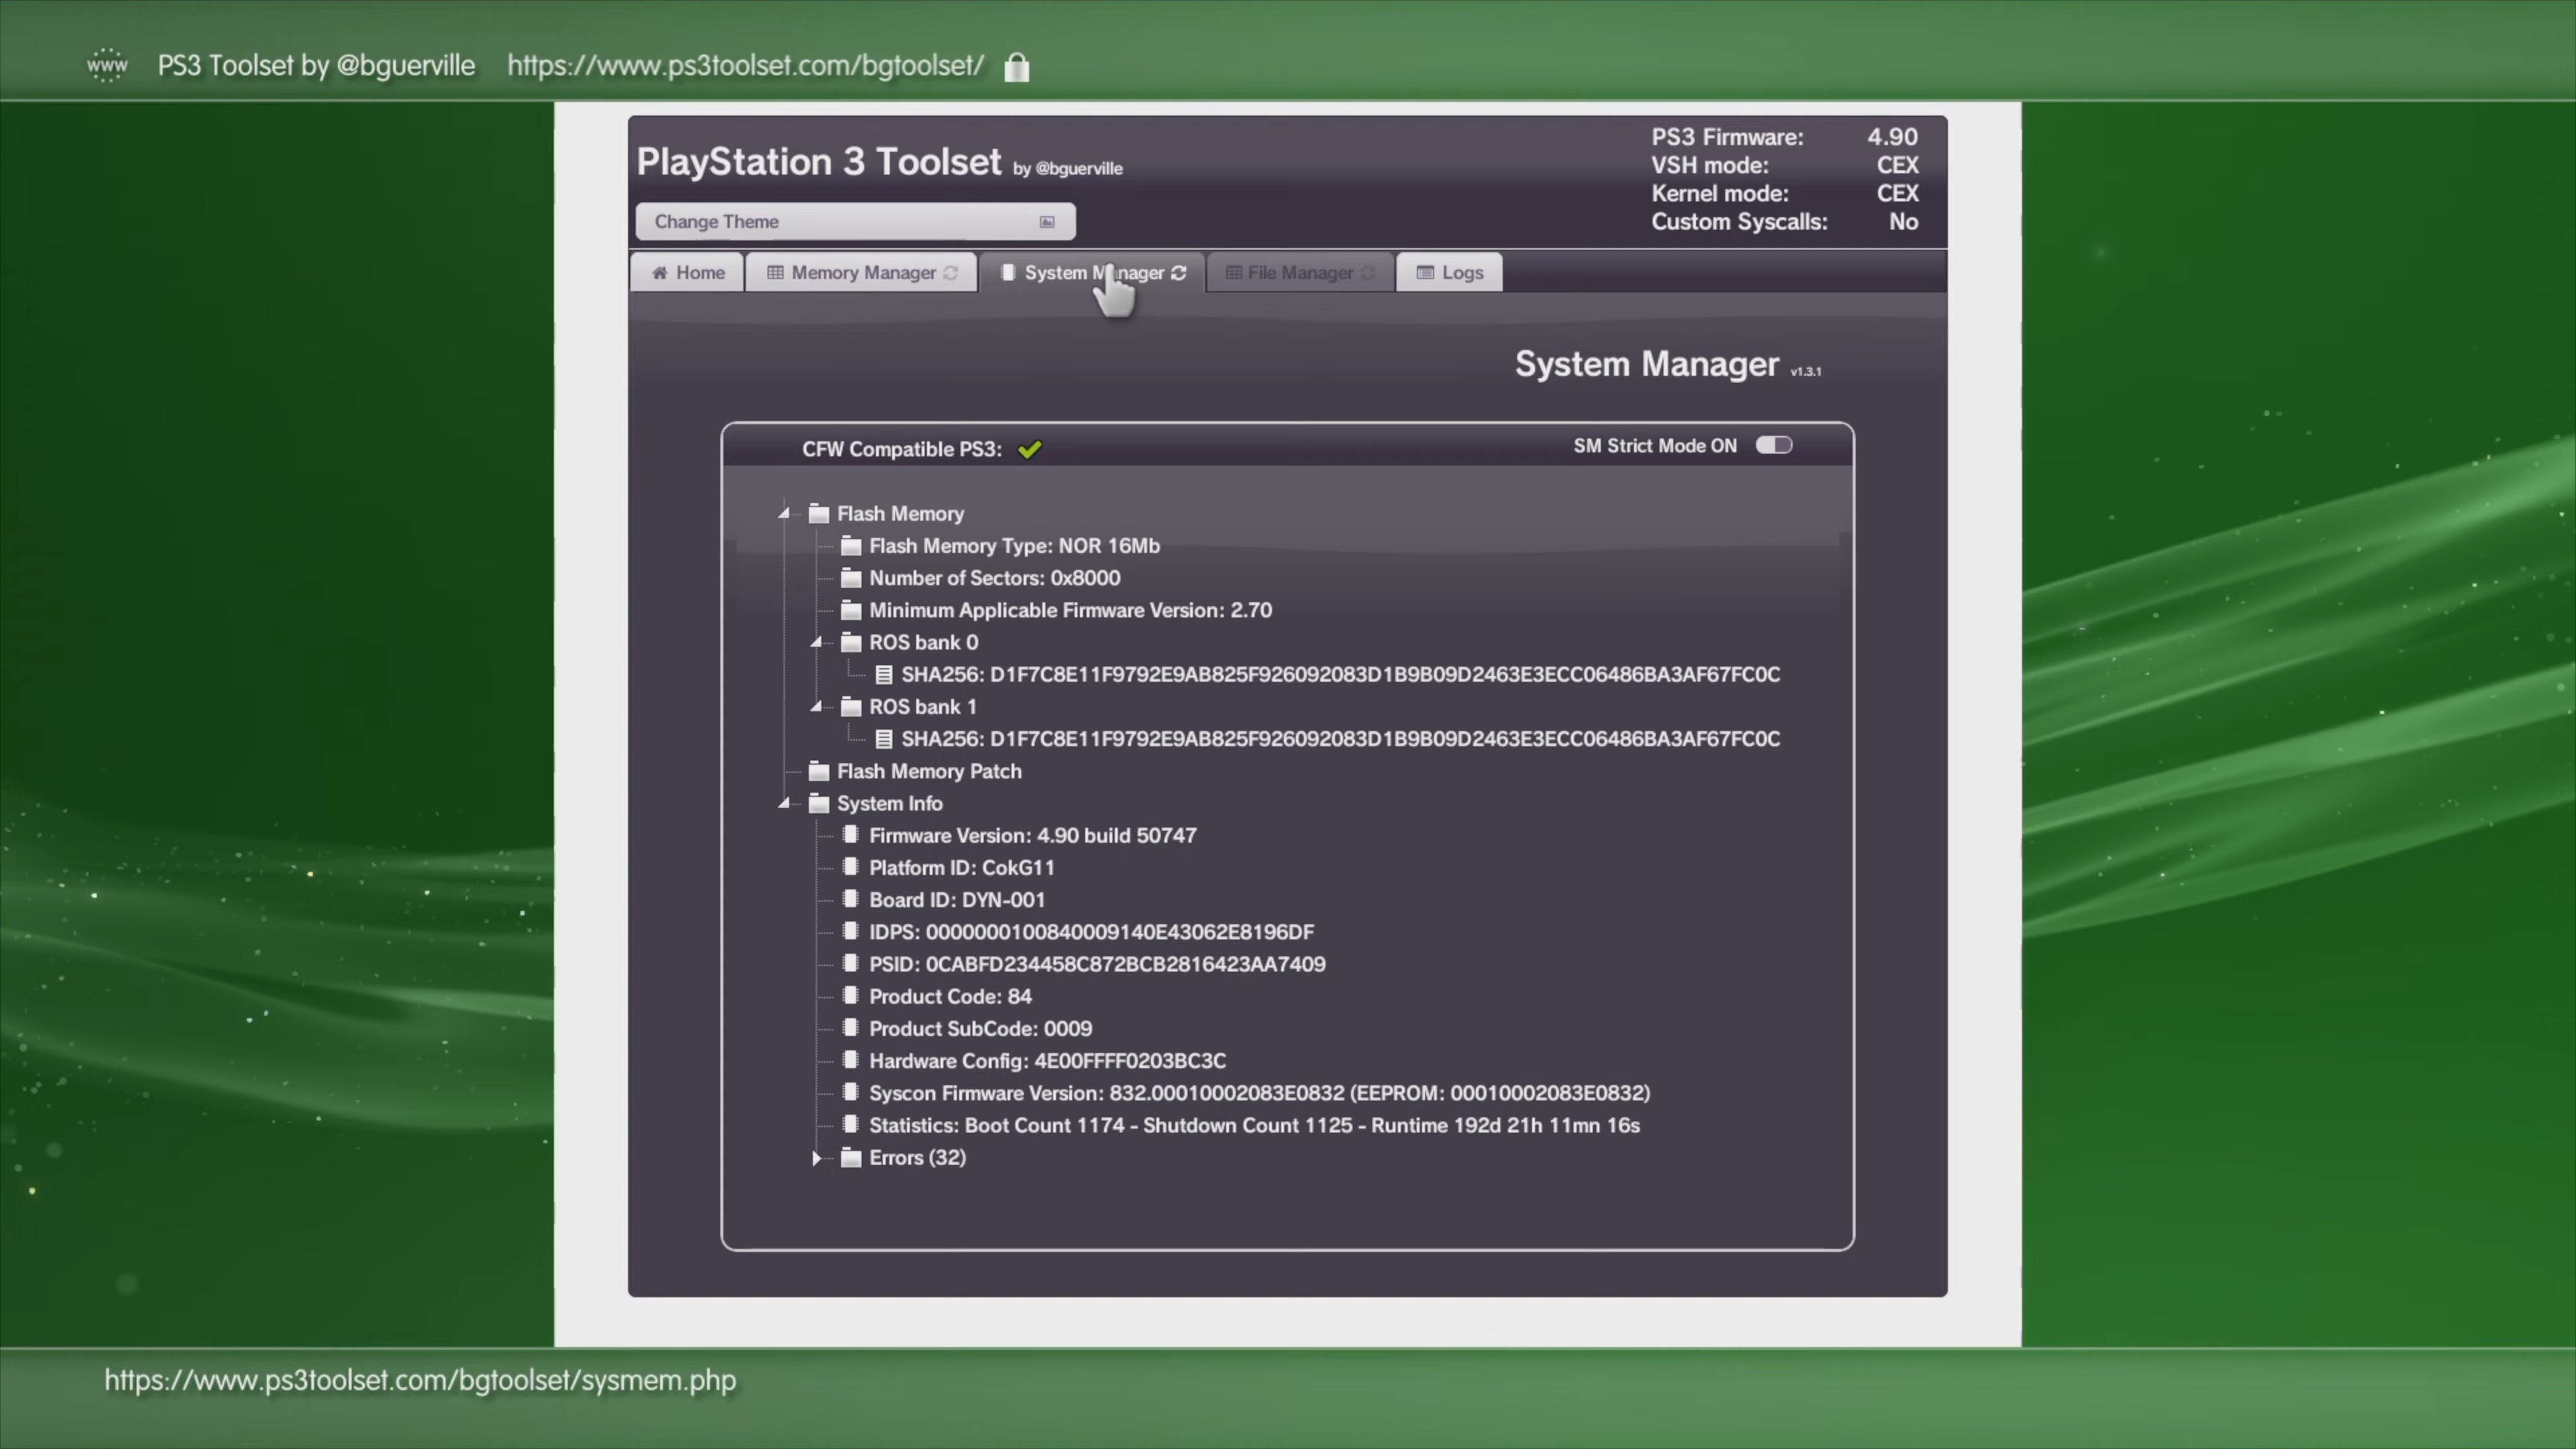 www PS3 Toolset by @bguerville https://www.ps3toolset.com/bgtoolset/
PlayStation 3 Toolset by @bguerville
PS3 Firmware: 4.90
VSH mode: CEX
Kernel mode: CEX
Custom Syscalls: No
Change Theme
Home Memory Manager System Manager File Manager Logs
System Manager v1.3.1
CFW Compatible PS3: SM Strict Mode ON
Flash Memory
Flash Memory Type: NOR 16Mb
Number of Sectors: 0x8000
Minimum Applicable Firmware Version: 2.70
ROS bank 0
SHA256: D1F7C8E11F9792E9AB825F926092083D1B9B09D2463E3ECC06486BA3AF67FC0C
ROS bank 1
SHA256: D1F7C8E11F9792E9AB825F926092083D1B9B09D2463E3ECC06486BA3AF67FC0C
Flash Memory Patch
System Info
Firmware Version: 4.90 build 50747
Platform ID: CokG11
Board ID: DYN-001
IDPS: 0000000100840009140E43062E8196DF
PSID: 0CABFD234458C872BCB2816423AA7409
Product Code: 84
Product SubCode: 0009
Hardware Config: 4E00FFFF0203BC3C
Syscon Firmware Version: 832.00010002083E0832 (EEPROM: 00010002083E0832)
Statistics: Boot Count 1174 - Shutdown Count 1125 - Runtime 192d 21h 11mn 16s
Errors (32)
https://www.ps3toolset.com/bgtoolset/sysmem.php